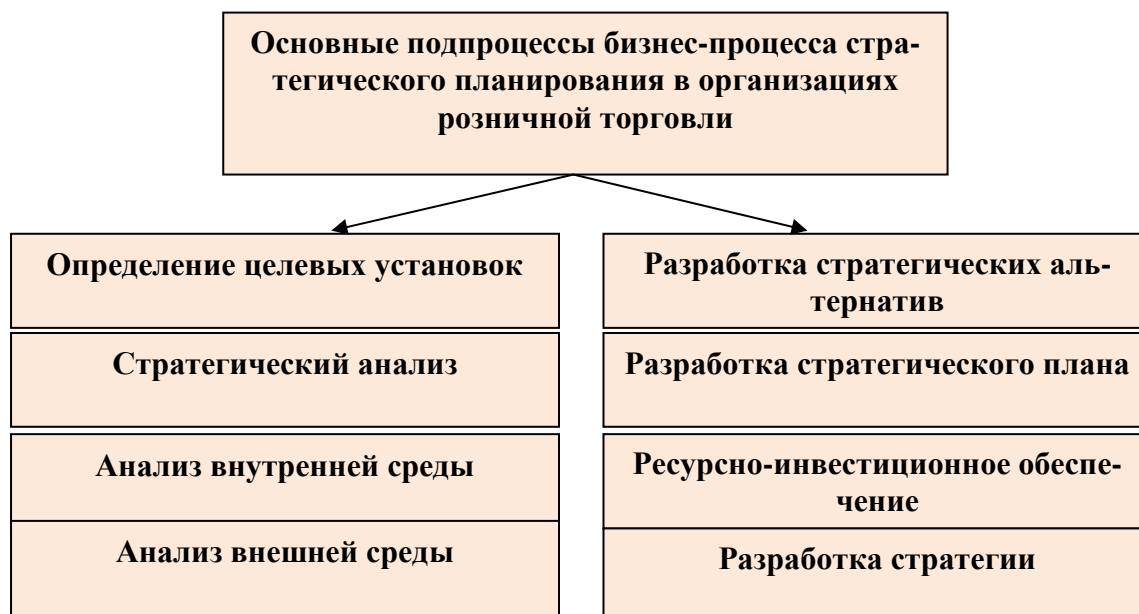 Основные подпроцессы бизнес-процесса стра-
тегического планирования в организациях
розничной торговли
Определение целевых установок
Стратегический анализ
Анализ внутренней среды
Анализ внешней среды
Разработка стратегических аль-
тернатив
Разработка стратегического плана
Ресурсно-инвестиционное обеспе-
чение
Разработка стратегии